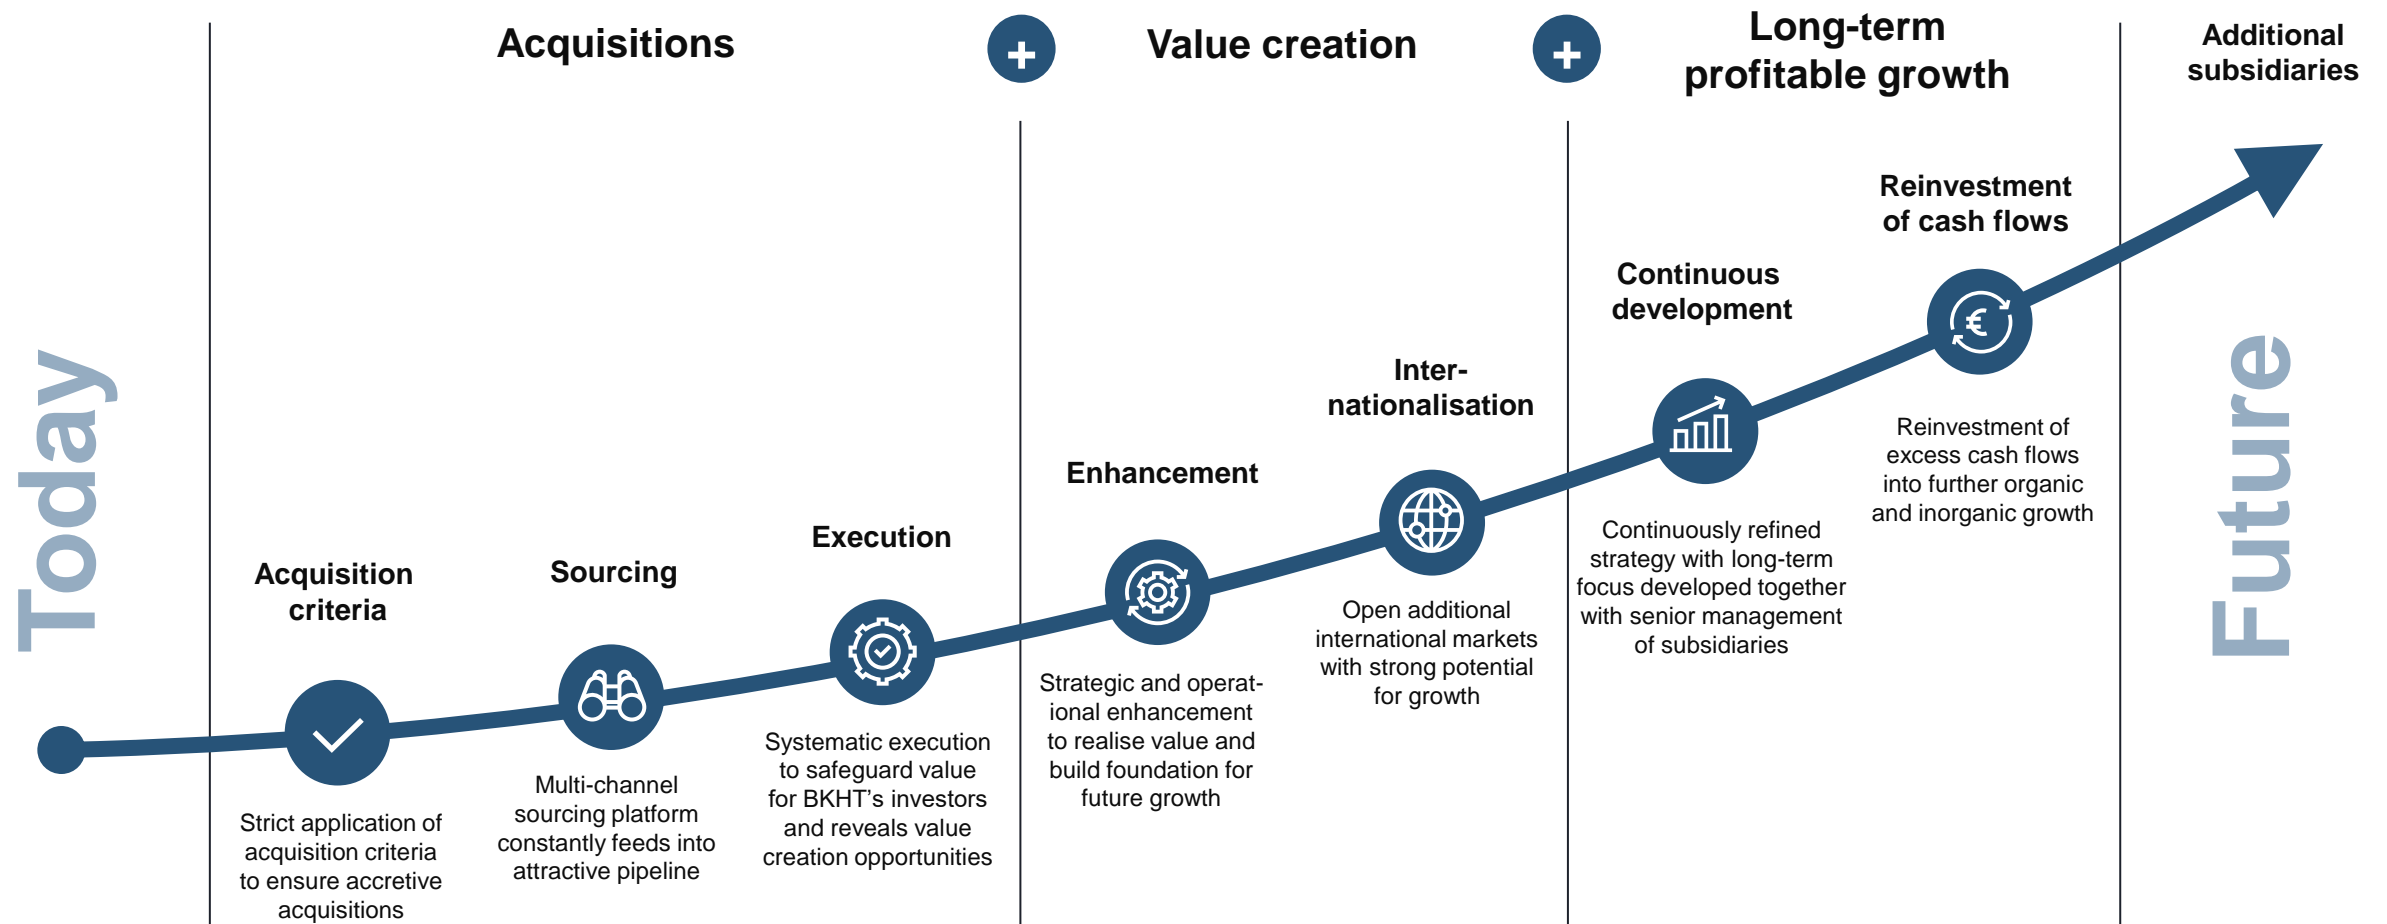 Acquisitions
+
Value creation
+
Long-term
profitable growth
Additional
subsidiaries
Today
Acquisition
criteria
Strict application of
acquisition criteria
to ensure accretive
acquisitions
Sourcing
Multi-channel
sourcing platform
constantly feeds into
attractive pipeline
Execution
Systematic execution
to safeguard value
for BKHT’s investors
and reveals value
creation opportunities
Enhancement
Strategic and operat-
ional enhancement
to realise value and
build foundation for
future growth
Inter-
nationalisation
Open additional
international markets
with strong potential
for growth
Continuous
development
Continuously refined
strategy with long-term
focus developed together
with senior management
of subsidiaries
Reinvestment
of cash flows
€
Reinvestment of
excess cash flows
into further organic
and inorganic growth
Future